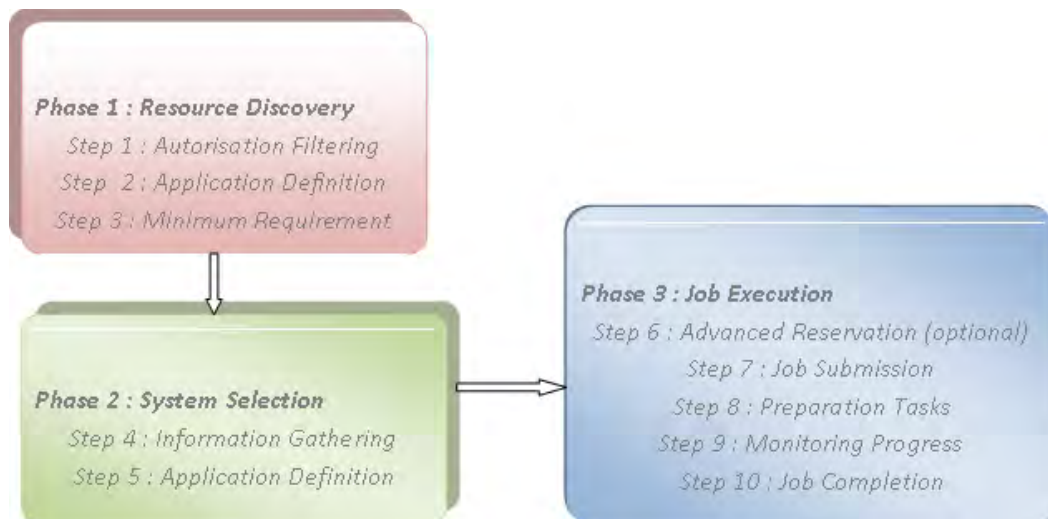 Phase 1 : Resource Discovery
Step 1 : Autorisation Filtering
Step 2 : Application Definition
Step 3 : Minimum Requirement
Phase 2 : System Selection
Step 4 : Information Gathering
Step 5 : Application Definition
Phase 3 : Job Execution
Step 6 : Advanced Reservation (optional)
Step 7 : Job Submission
Step 8 : Preparation Tasks
Step 9 : Monitoring Progress
Step 10 : Job Completion